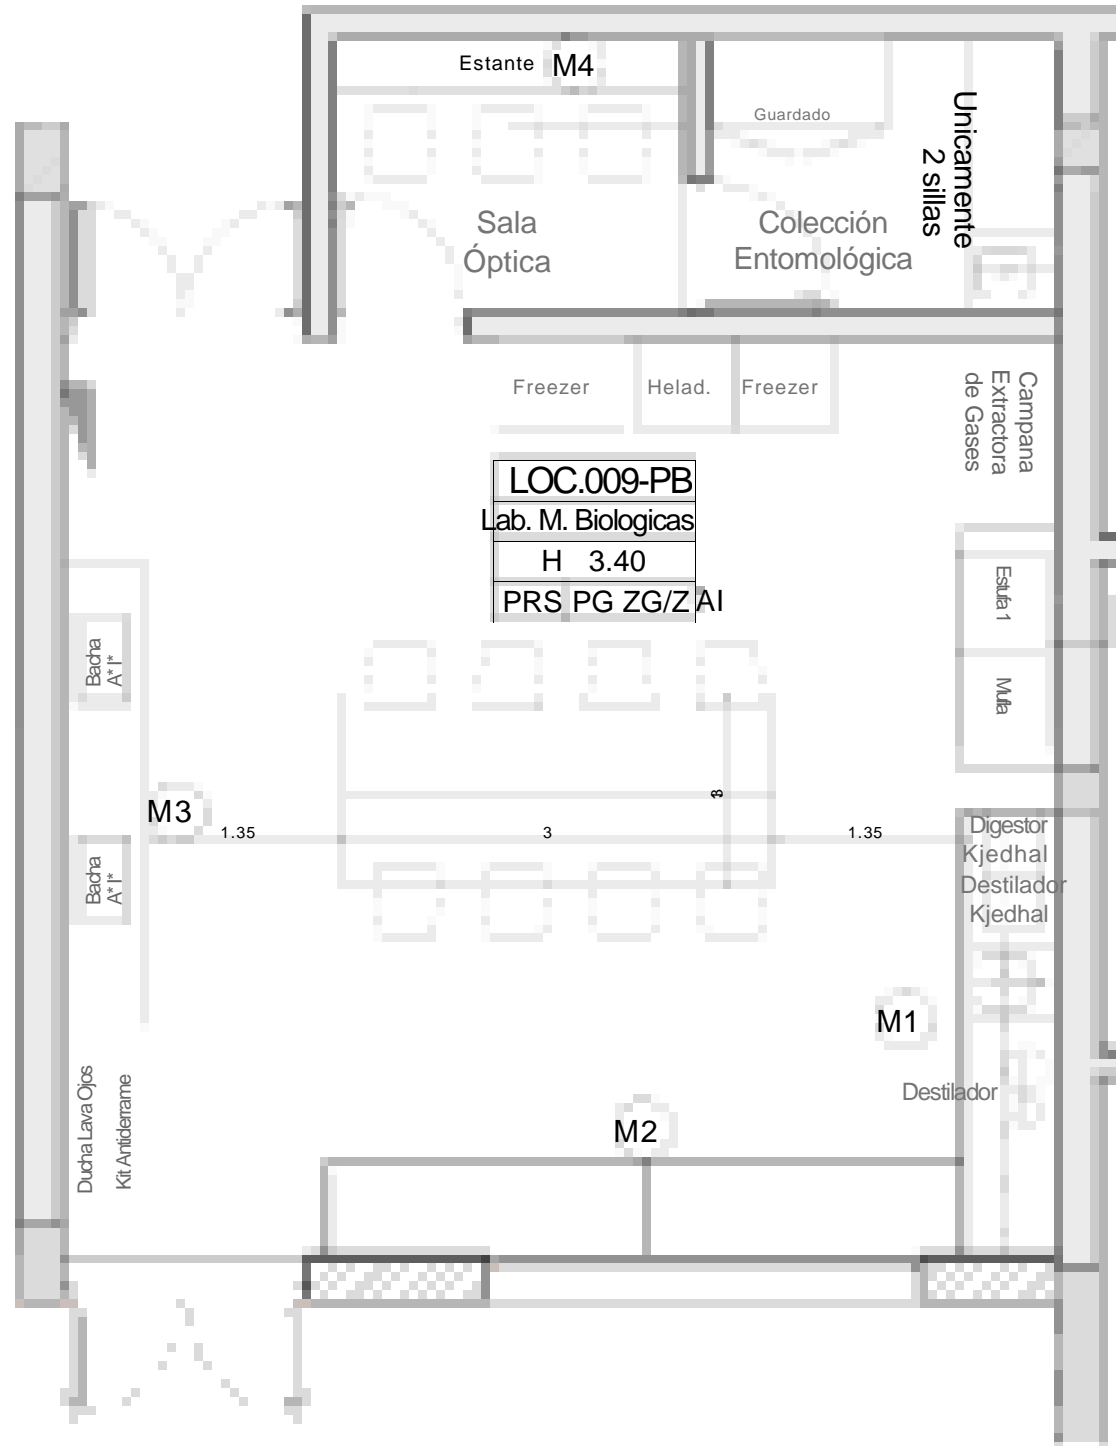 Estante M4
Guardado
Unicamente
2 sillas
Sala
Óptica
Colección
Entomológica
Freezer
Helad.
Freezer
Campana
Extractora
de Gases
LOC.009-PB
Lab. M. Biologicas
H 3.40
PRS PG ZG/Z AI
Estufa 1
Mufla
Bacha
A* I*
M3
1.35
3
1.35
Bacha
A* I*
Digestor
Kjedhal
Destilador
Kjedhal
M1
Destilador
M2
Ducha Lava Ojos
Kit Antiderrame